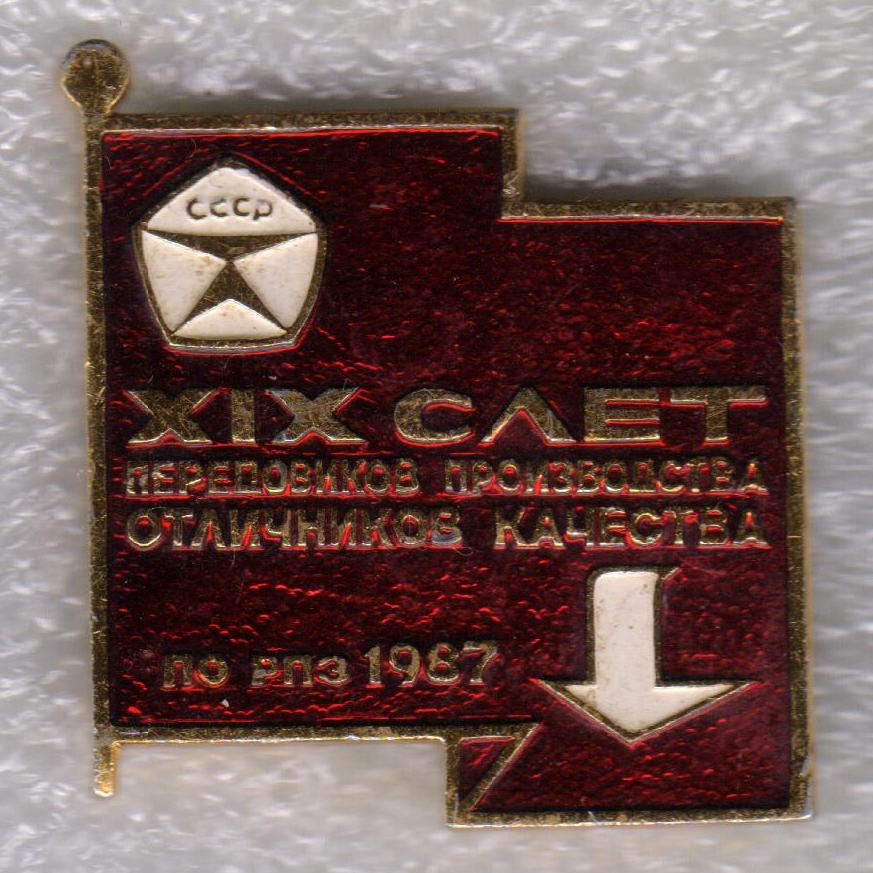 СССР
XIX СЛЕТ
ПЕРЕДОВИКОВ ПРОИЗВОДСТВА
ОТЛИЧНИКОВ КАЧЕСТВА
ПО РПЗ 1987